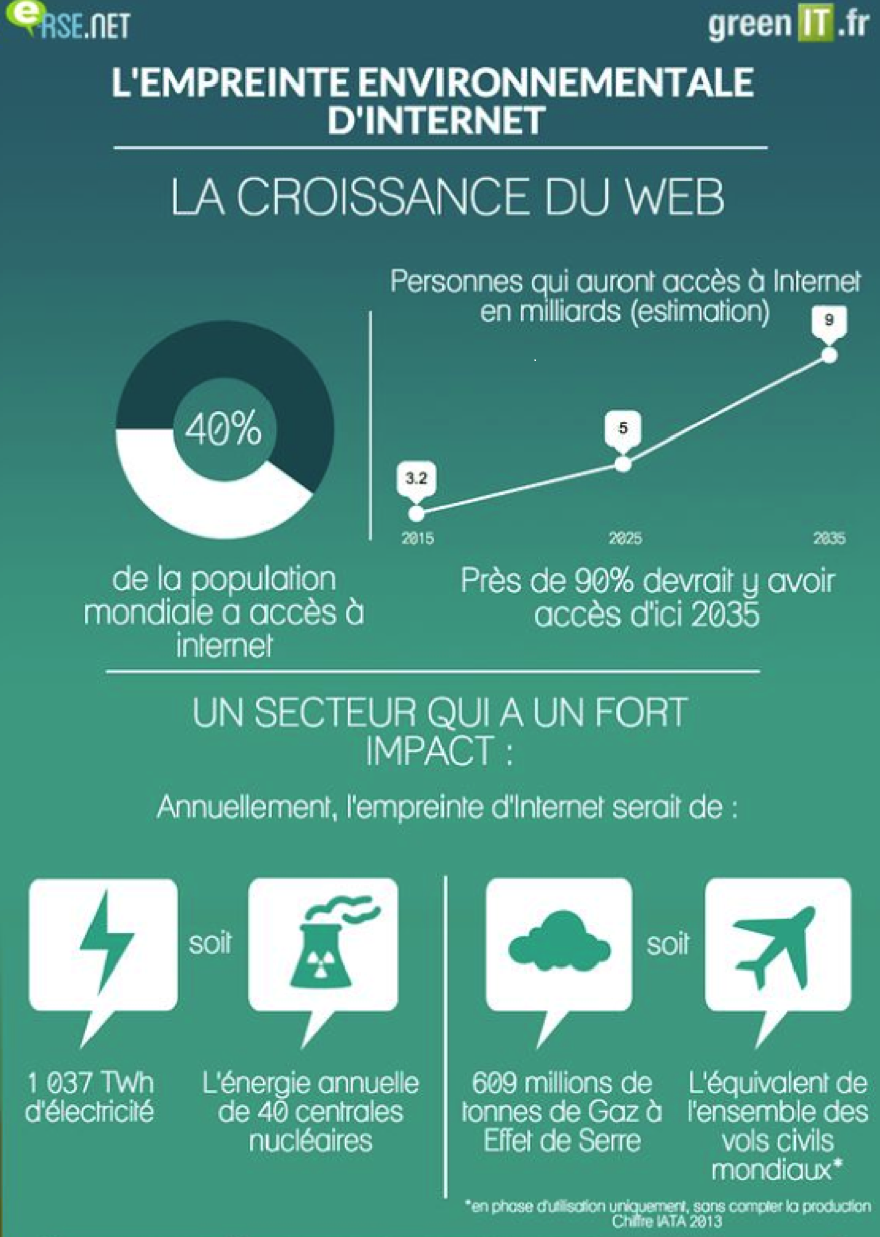 eRSE.NET
green IT .fr
L'EMPREINTE ENVIRONNEMENTALE
D'INTERNET
LA CROISSANCE DU WEB
40%
de la population
mondiale a accès à
internet
Personnes qui auront accès à Internet
en milliards (estimation)
9
5
3.2
2015 2025 2035
Près de 90% devrait y avoir
accès d'ici 2035
UN SECTEUR QUI A UN FORT
IMPACT :
Annuellement, l'empreinte d'Internet serait de :
soit
1 037 TWh
d'électricité
L'énergie annuelle
de 40 centrales
nucléaires
soit
609 millions de
tonnes de Gaz à
Effet de Serre
L'équivalent de
l'ensemble des
vols civils
mondiaux*
*en phase d'utilisation uniquement, sans compter la production
Chiffre IATA 2013